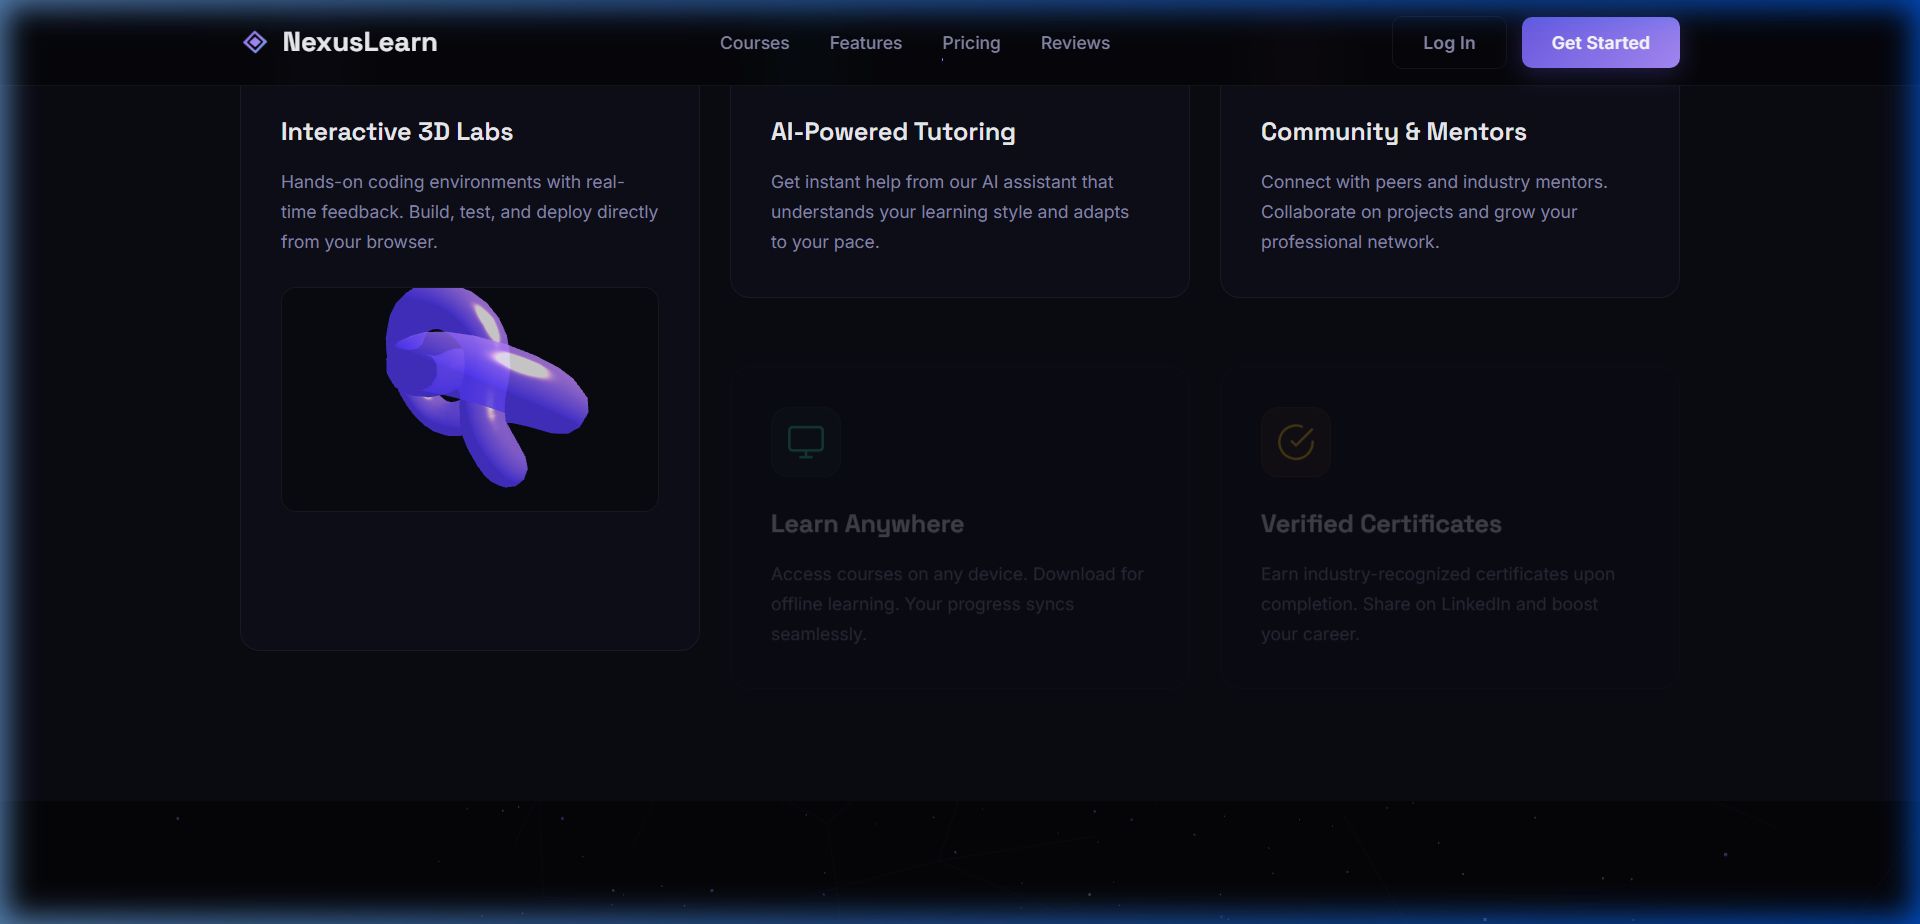 NexusLearn
Courses
Features
Pricing
Reviews
Log In
Get Started
Interactive 3D Labs
Hands-on coding environments with real-
time feedback. Build, test, and deploy directly
from your browser.
AI-Powered Tutoring
Get instant help from our AI assistant that
understands your learning style and adapts
to your pace.
Community & Mentors
Connect with peers and industry mentors.
Collaborate on projects and grow your
professional network.
Learn Anywhere
Access courses on any device. Download for
offline learning. Your progress syncs
seamlessly.
Verified Certificates
Earn industry-recognized certificates upon
completion. Share on LinkedIn and boost
your career.